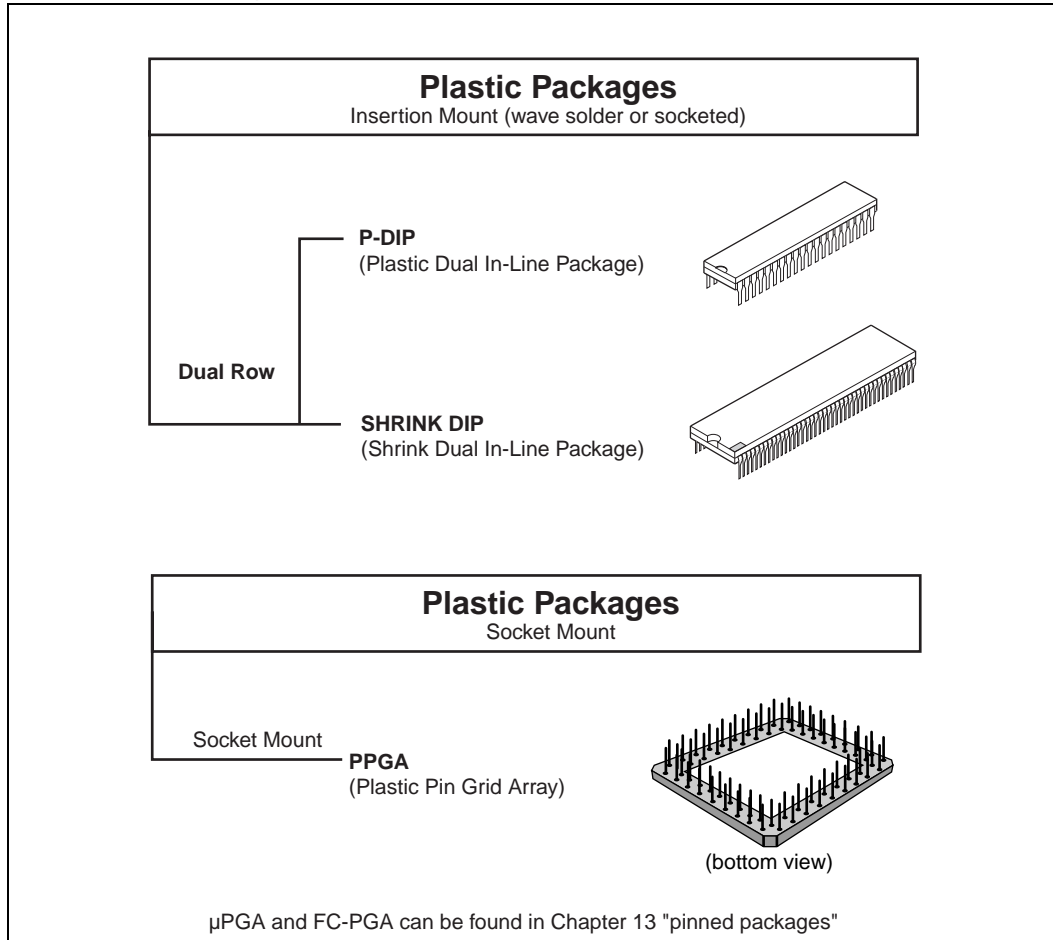 Plastic Packages
Insertion Mount (wave solder or socketed)
P-DIP
(Plastic Dual In-Line Package)
Dual Row
SHRINK DIP
(Shrink Dual In-Line Package)
Plastic Packages
Socket Mount
Socket Mount
PPGA
(Plastic Pin Grid Array)
(bottom view)
µPGA and FC-PGA can be found in Chapter 13 "pinned packages"